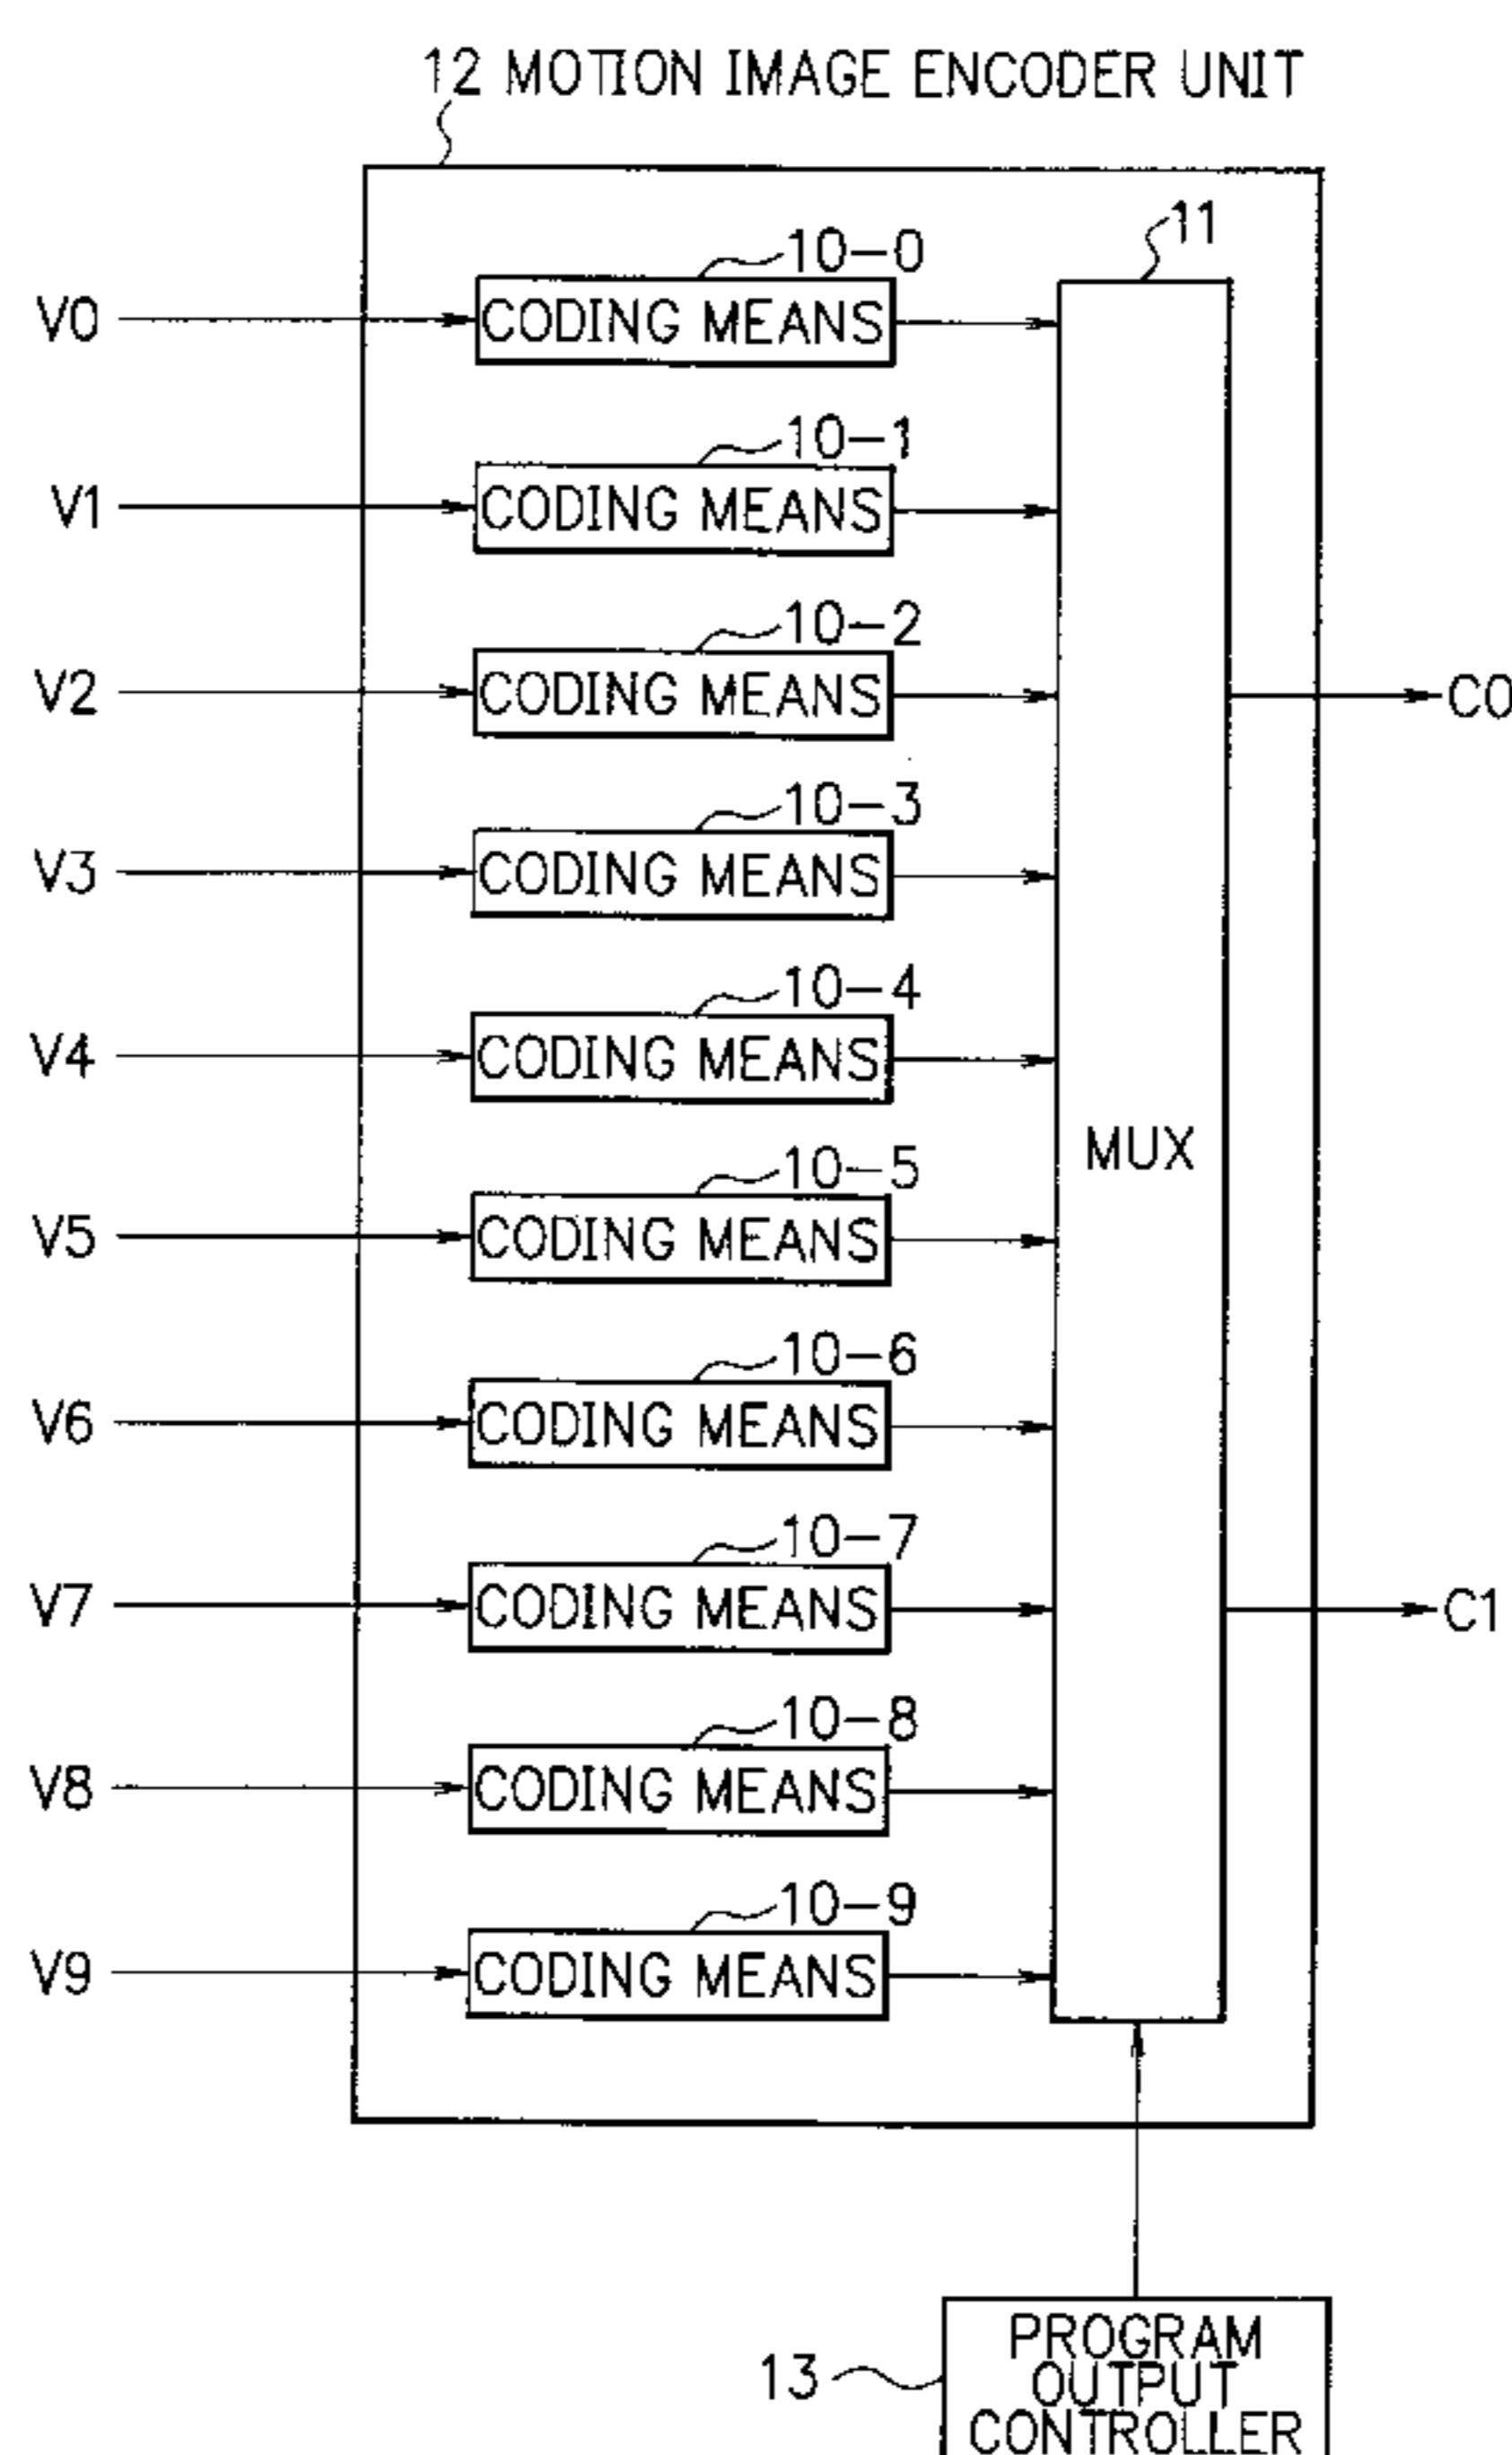 12 MOTION IMAGE ENCODER UNIT
11
10-0
V0
CODING MEANS
10-1
V1
CODING MEANS
10-2
V2
CODING MEANS
C0
10-3
V3
CODING MEANS
10-4
V4
CODING MEANS
MUX
10-5
V5
CODING MEANS
10-6
V6
CODING MEANS
10-7
V7
CODING MEANS
C1
10-8
V8
CODING MEANS
10-9
V9
CODING MEANS
13
PROGRAM
OUTPUT
CONTROLLER